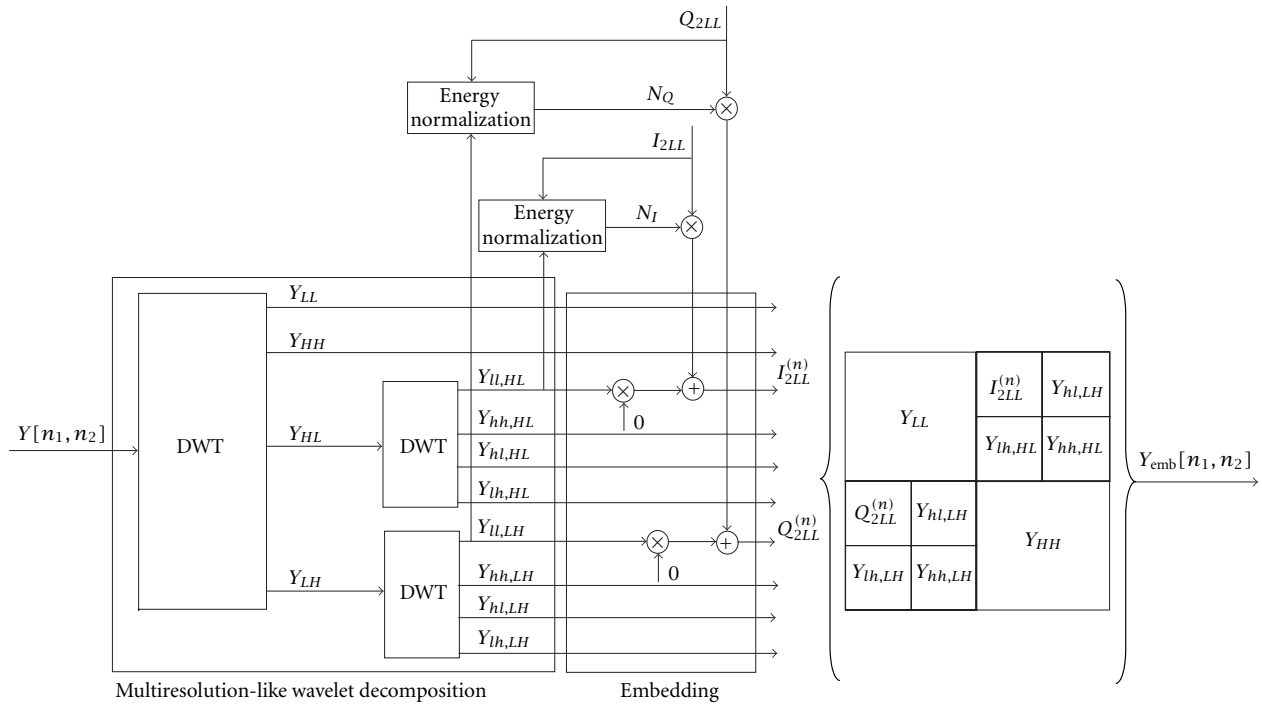 Q_{2LL}
Energy
normalization
N_Q
I_{2LL}
Energy
normalization
N_I
Y_{LL}
Y_{HH}
Y_{ll,HL}
0
I_{2LL}^{(n)}
Y[n_1, n_2]
DWT
Y_{HL}
DWT
Y_{hh,HL}
Y_{hl,HL}
Y_{lh,HL}
Y_{ll,LH}
0
Q_{2LL}^{(n)}
Y_{LH}
DWT
Y_{hh,LH}
Y_{hl,LH}
Y_{lh,LH}
Multiresolution-like wavelet decomposition
Embedding
Y_{LL}
I_{2LL}^{(n)}
Y_{hl,LH}
Y_{lh,HL}
Y_{hh,HL}
Q_{2LL}^{(n)}
Y_{hl,LH}
Y_{lh,LH}
Y_{hh,LH}
Y_{HH}
Y_{emb}[n_1, n_2]